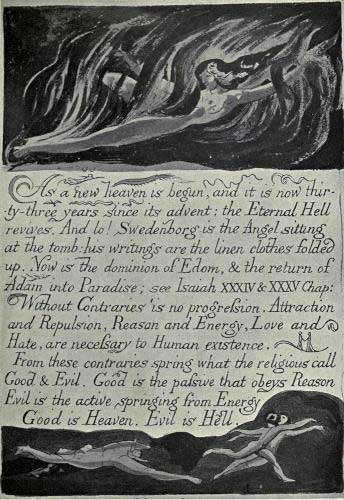 As a new heaven is begun, and it is now thir-
ty-three years since its advent: the Eternal Hell
revives. And lo! Swedenborg is the Angel sitting
at the tomb: his writings are the linen clothes folded
up. Now is the dominion of Edom, & the return of
Adam into Paradise; see Isaiah XXXIV & XXXV Chap:
Without Contraries is no progression. Attraction
and Repulsion, Reason and Energy, Love and
Hate, are necessary to Human existence.
From these contraries spring what the religious call
Good & Evil. Good is the passive that obeys Reason
Evil is the active springing from Energy
Good is Heaven. Evil is Hell.